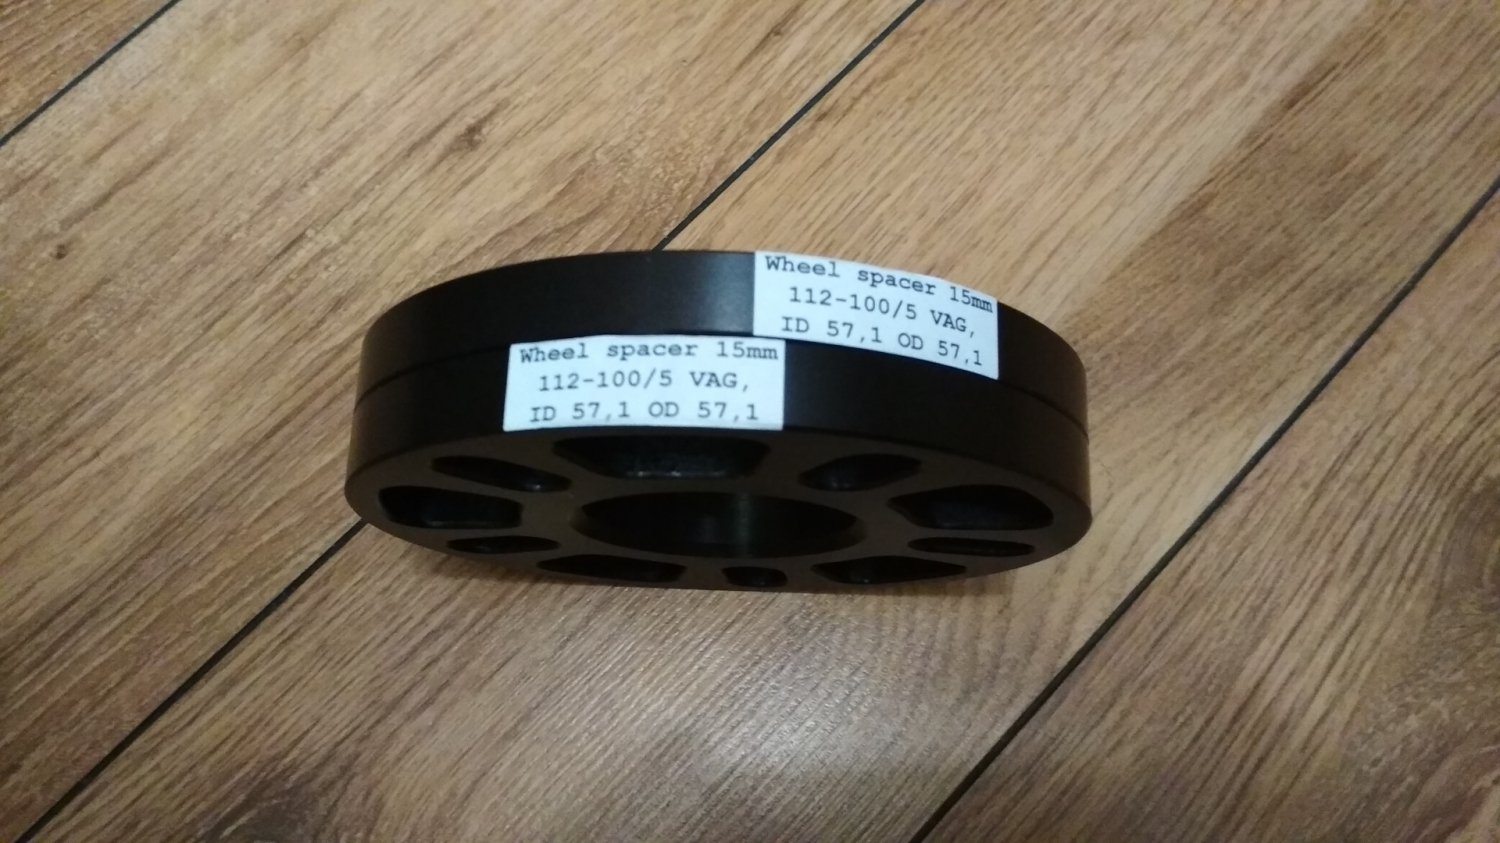 Wheel spacer 15mm
112-100/5 VAG,
ID 57,1 OD 57,1
Wheel spacer 15mm
112-100/5 VAG,
ID 57,1 OD 57,1